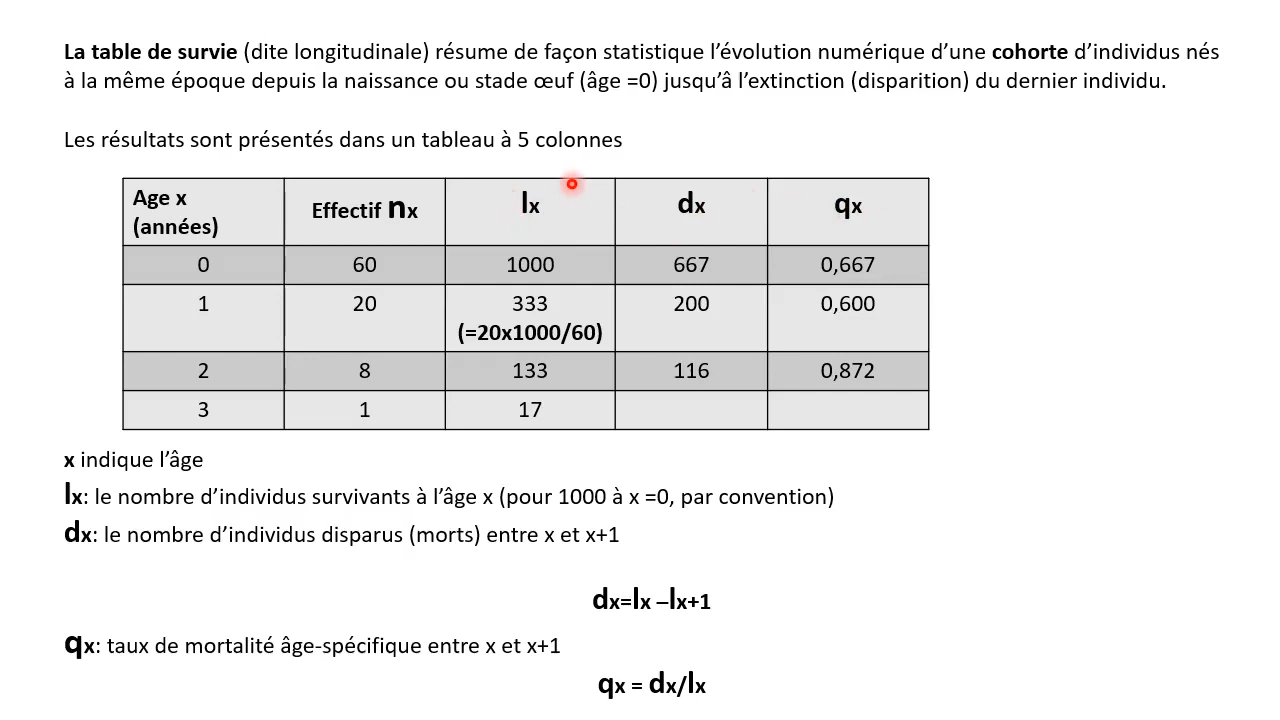 La table de survie (dite longitudinale) résume de façon statistique l’évolution numérique d’une cohorte d’individus nés
à la même époque depuis la naissance ou stade œuf (âge =0) jusqu’â l’extinction (disparition) du dernier individu.
Les résultats sont présentés dans un tableau à 5 colonnes
Age x (années) Effectif nx lx dx qx
0 60 1000 667 0,667
1 20 333 200 0,600
(=20x1000/60)
2 8 133 116 0,872
3 1 17
x indique l’âge
lx: le nombre d’individus survivants à l’âge x (pour 1000 à x =0, par convention)
dx: le nombre d’individus disparus (morts) entre x et x+1
dx=lx –lx+1
qx: taux de mortalité âge-spécifique entre x et x+1
qx = dx/lx